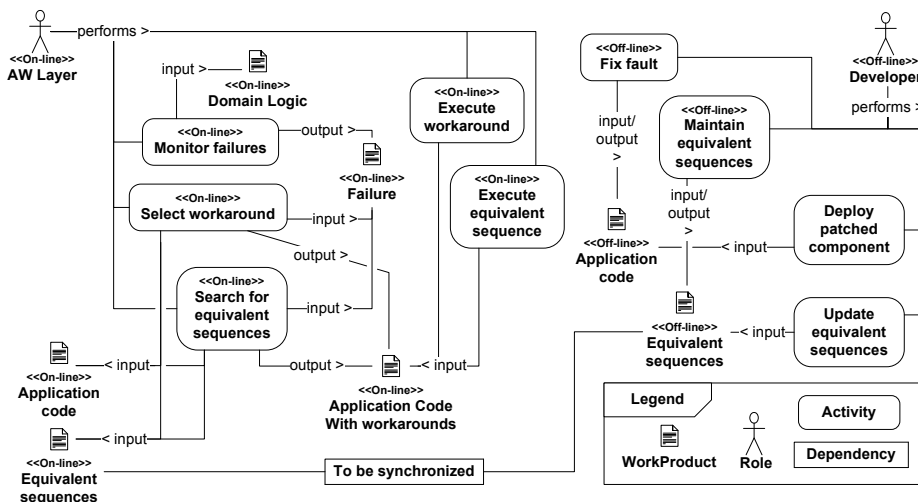 performs >
<<On-line>>
AW Layer
input >
<<On-line>>
Domain Logic
<<On-line>>
Monitor failures
output >
<<On-line>>
Failure
<<On-line>>
Select workaround
input >
output >
<<On-line>>
Search for
equivalent
sequences
input >
output >
<<On-line>>
Execute
workaround
<<On-line>>
Execute
equivalent
sequence
< input
<<On-line>>
Application
code
< input
<<On-line>>
Application Code
With workarounds
< input
<<On-line>>
Equivalent
sequences
< input
To be synchronized
<<Off-line>>
Fix fault
<<Off-line>>
Developer
performs >
<<Off-line>>
Maintain
equivalent
sequences
input/
output >
input/
output
>
<<Off-line>>
Application
code
< input
Deploy
patched
component
<<Off-line>>
Equivalent
sequences
< input
Update
equivalent
sequences
Legend
WorkProduct
Role
Activity
Dependency